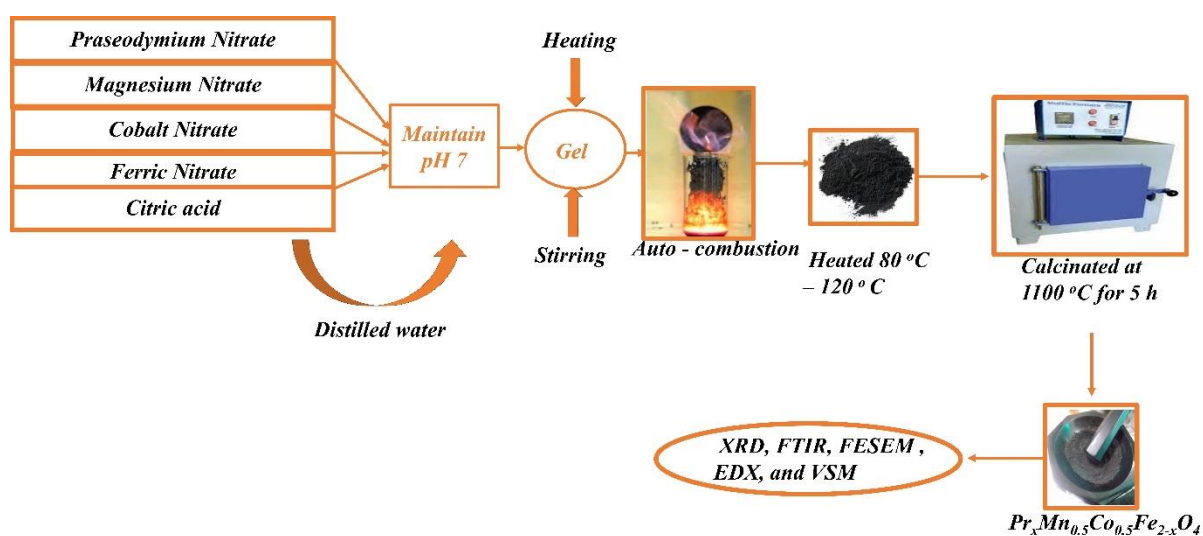 Praseodymium Nitrate
Magnesium Nitrate
Cobalt Nitrate
Ferric Nitrate
Citric acid
Distilled water
Maintain
pH 7
Heating
Gel
Stirring
Auto - combustion
Heated 80 °C
– 120 ° C
Calcinated at
1100 °C for 5 h
PrₓMn₀.₅Co₀.₅Fe₂₋ₓO₄
XRD, FTIR, FESEM ,
EDX, and VSM